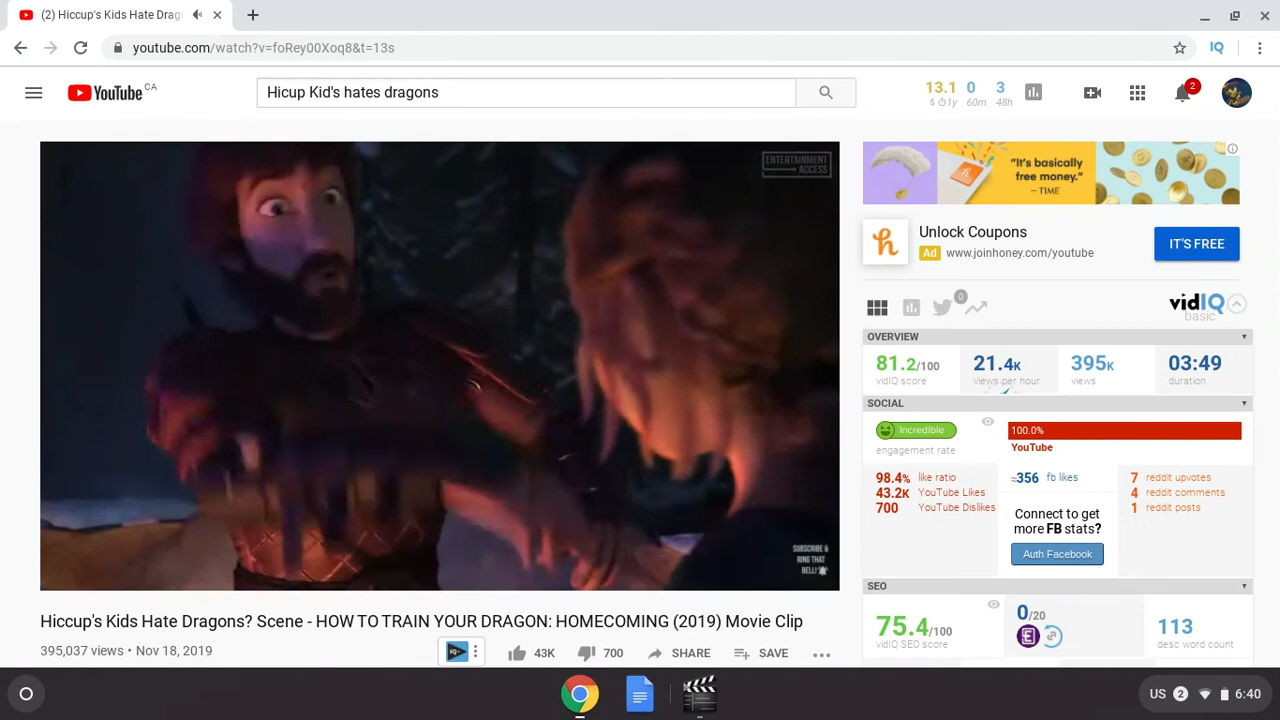 (2) Hiccup's Kids Hate Drag
youtube.com/watch?v=foRey00Xoq8&t=13s
IQ
YouTube CA
Hicup Kid's hates dragons
13.1 0 3
1y 60m 48h
2
ENTERTAINMENT
ACCESS
SUBSCRIBE &
RING THAT
BELL!
"It's basically
free money."
– TIME
Unlock Coupons
Ad www.joinhoney.com/youtube
IT'S FREE
0
vidIQ
basic
OVERVIEW
81.2/100 21.4K 395K 03:49
vidIQ score views per hour views duration
SOCIAL
Incredible
engagement rate
100.0%
YouTube
98.4% like ratio
43.2K YouTube Likes
700 YouTube Dislikes
≈356 fb likes
Connect to get
more FB stats?
Auth Facebook
7 reddit upvotes
4 reddit comments
1 reddit posts
SEO
75.4/100
vidIQ SEO score
0/20
113
desc word count
Hiccup's Kids Hate Dragons? Scene - HOW TO TRAIN YOUR DRAGON: HOMECOMING (2019) Movie Clip
395,037 views • Nov 18, 2019
43K 700 SHARE SAVE
US 2 6:40